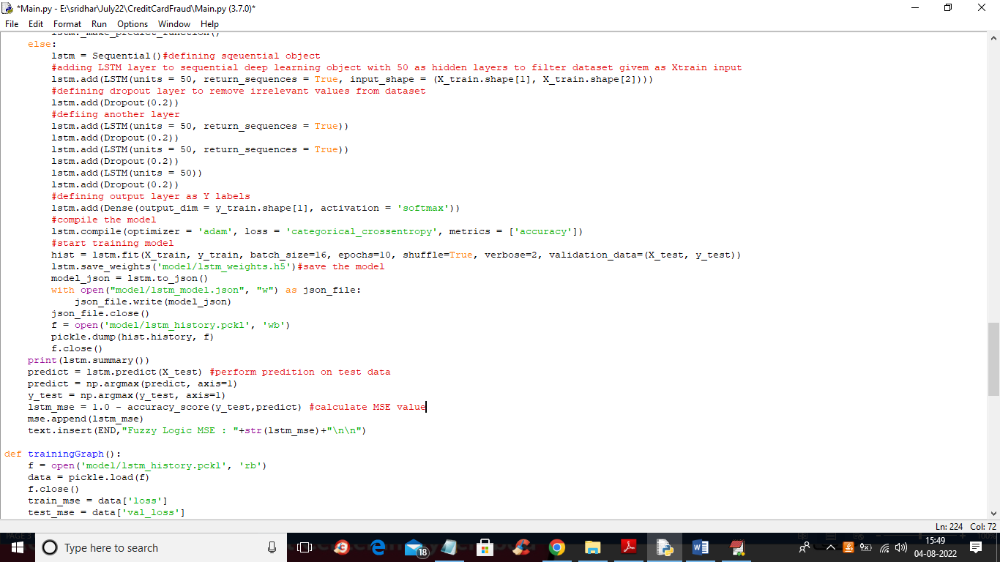 *Main.py - E:\sridhar\July22\CreditCardFraud\Main.py (3.7.0)*
File Edit Format Run Options Window Help
lstm._make_predict_function()
else:
lstm = Sequential()#defining sqeuential object
#adding LSTM layer to sequential deep learning object with 50 as hidden layers to filter dataset givem as Xtrain input
lstm.add(LSTM(units = 50, return_sequences = True, input_shape = (X_train.shape[1], X_train.shape[2])))
#defining dropout layer to remove irrelevant values from dataset
lstm.add(Dropout(0.2))
#defiing another layer
lstm.add(LSTM(units = 50, return_sequences = True))
lstm.add(Dropout(0.2))
lstm.add(LSTM(units = 50, return_sequences = True))
lstm.add(Dropout(0.2))
lstm.add(LSTM(units = 50))
lstm.add(Dropout(0.2))
#defining output layer as Y labels
lstm.add(Dense(output_dim = y_train.shape[1], activation = 'softmax'))
#compile the model
lstm.compile(optimizer = 'adam', loss = 'categorical_crossentropy', metrics = ['accuracy'])
#start training model
hist = lstm.fit(X_train, y_train, batch_size=16, epochs=10, shuffle=True, verbose=2, validation_data=(X_test, y_test))
lstm.save_weights('model/lstm_weights.h5')#save the model
model_json = lstm.to_json()
with open("model/lstm_model.json", "w") as json_file:
json_file.write(model_json)
json_file.close()
f = open('model/lstm_history.pckl', 'wb')
pickle.dump(hist.history, f)
f.close()
print(lstm.summary())
predict = lstm.predict(X_test) #perform predition on test data
predict = np.argmax(predict, axis=1)
y_test = np.argmax(y_test, axis=1)
lstm_mse = 1.0 - accuracy_score(y_test,predict) #calculate MSE value
mse.append(lstm_mse)
text.insert(END,"Fuzzy Logic MSE : "+str(lstm_mse)+"\n\n")
def trainingGraph():
f = open('model/lstm_history.pckl', 'rb')
data = pickle.load(f)
f.close()
train_mse = data['loss']
test_mse = data['val_loss']
Ln: 224 Col: 72
Type here to search
18
15:49
04-08-2022